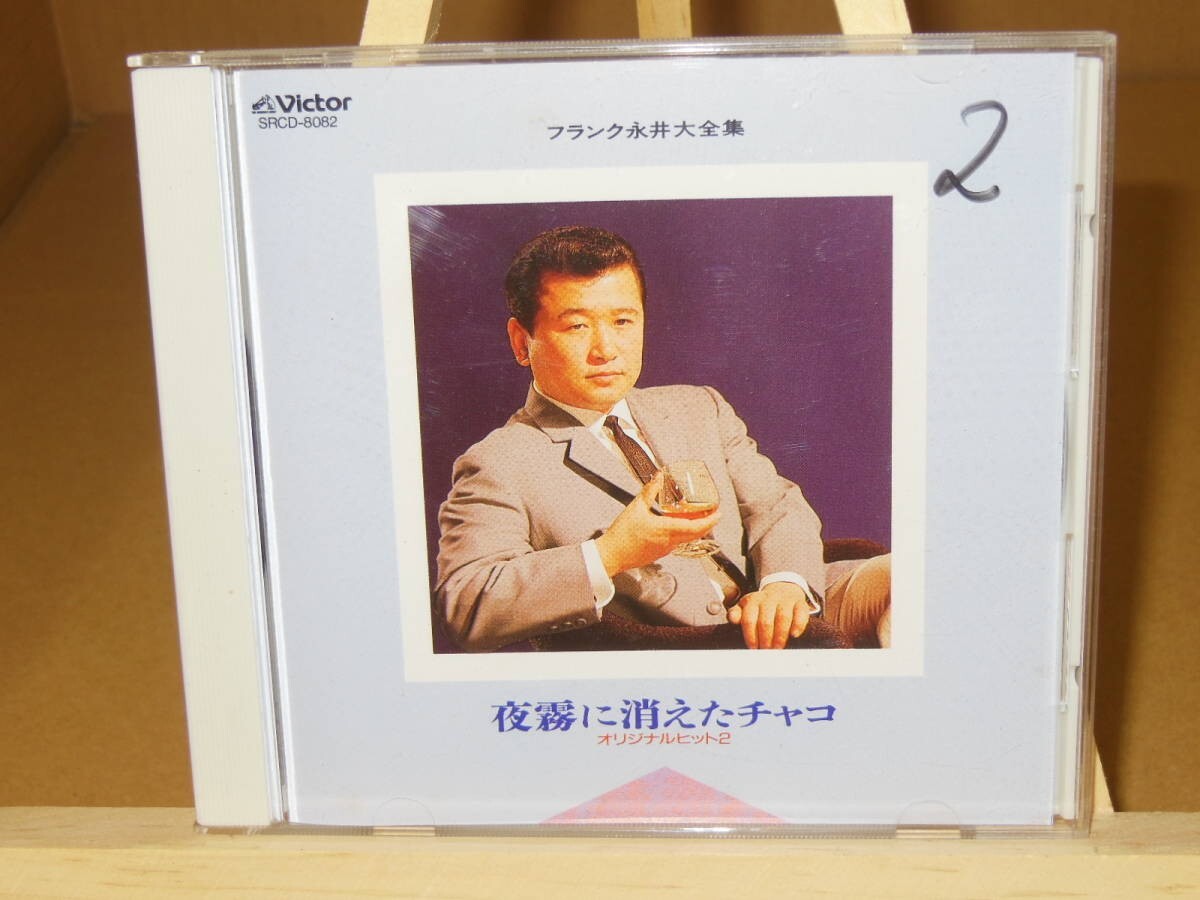 Victor
SRCD-8082
フランク永井大全集
2
夜霧に消えたチャコ
オリジナルヒット2